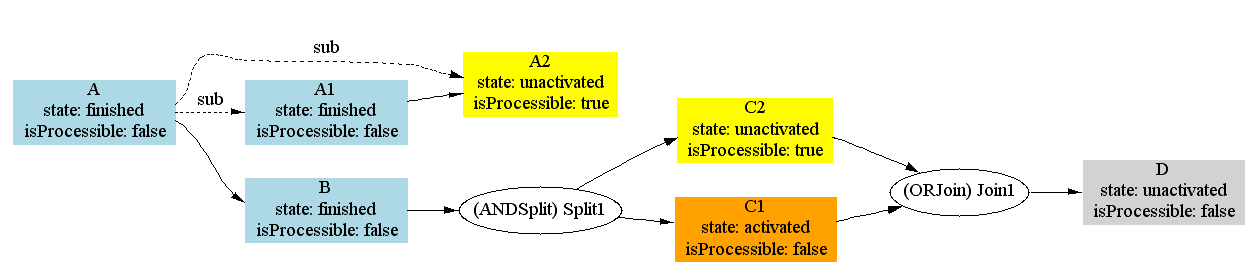 sub
A2
state: unactivated
isProcessible: true
A
state: finished
isProcessible: false
sub
A1
state: finished
isProcessible: false
C2
state: unactivated
isProcessible: true
B
state: finished
isProcessible: false
(ANDSplit) Split1
C1
state: activated
isProcessible: false
(ORJoin) Join1
D
state: unactivated
isProcessible: false